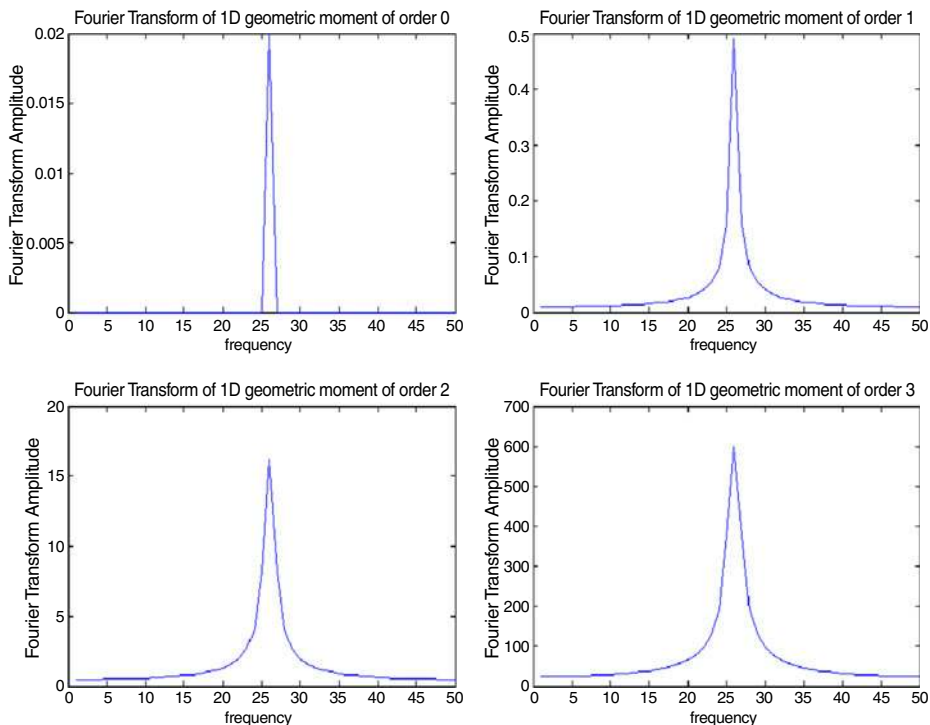 Fourier Transform of 1D geometric moment of order 0
Fourier Transform Amplitude
0.02
0.015
0.01
0.005
0
0 5 10 15 20 25 30 35 40 45 50
frequency
Fourier Transform of 1D geometric moment of order 1
Fourier Transform Amplitude
0.5
0.4
0.3
0.2
0.1
0
0 5 10 15 20 25 30 35 40 45 50
frequency
Fourier Transform of 1D geometric moment of order 2
Fourier Transform Amplitude
20
15
10
5
0
0 5 10 15 20 25 30 35 40 45 50
frequency
Fourier Transform of 1D geometric moment of order 3
Fourier Transform Amplitude
700
600
500
400
300
200
100
0
0 5 10 15 20 25 30 35 40 45 50
frequency